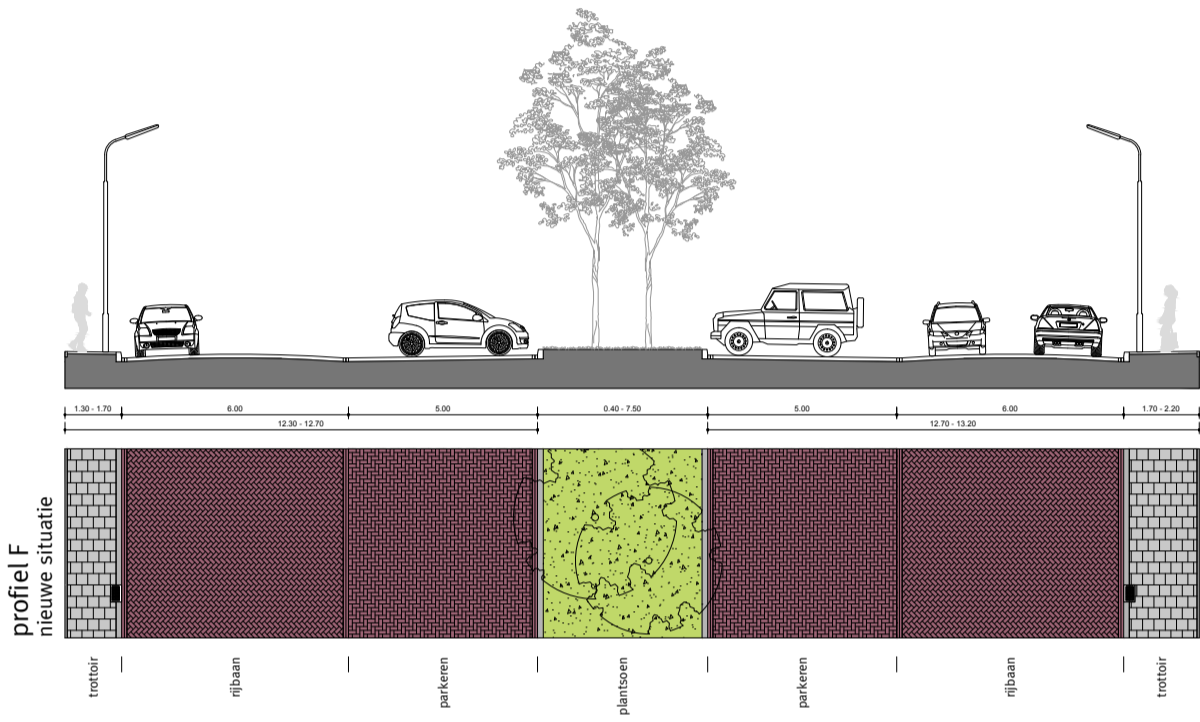 1.30 - 1.70
6.00
5.00
0.40 - 7.50
5.00
6.00
1.70 - 2.20
12.30 - 12.70
12.70 - 13.20
profiel F
nieuwe situatie
trottoir
rijbaan
parkeren
plantsoen
parkeren
rijbaan
trottoir